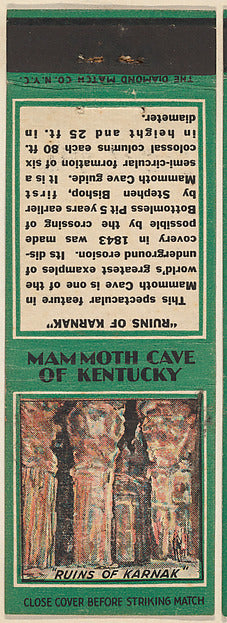 THE DIAMOND MATCH CO. N.Y.C.
"RUINS OF KARNAK"
This spectacular feature in
Mammoth Cave is one of the
world's greatest examples of
underground erosion. Its dis-
covery in 1843 was made
possible by the crossing of
Bottomless Pit 5 years earlier
by Stephen Bishop, first
Mammoth Cave guide. It is a
semi-circular formation of six
colossal columns each 80 ft.
in height and 25 ft. in
diameter.
MAMMOTH CAVE
OF KENTUCKY
"RUINS OF KARNAK"
CLOSE COVER BEFORE STRIKING MATCH